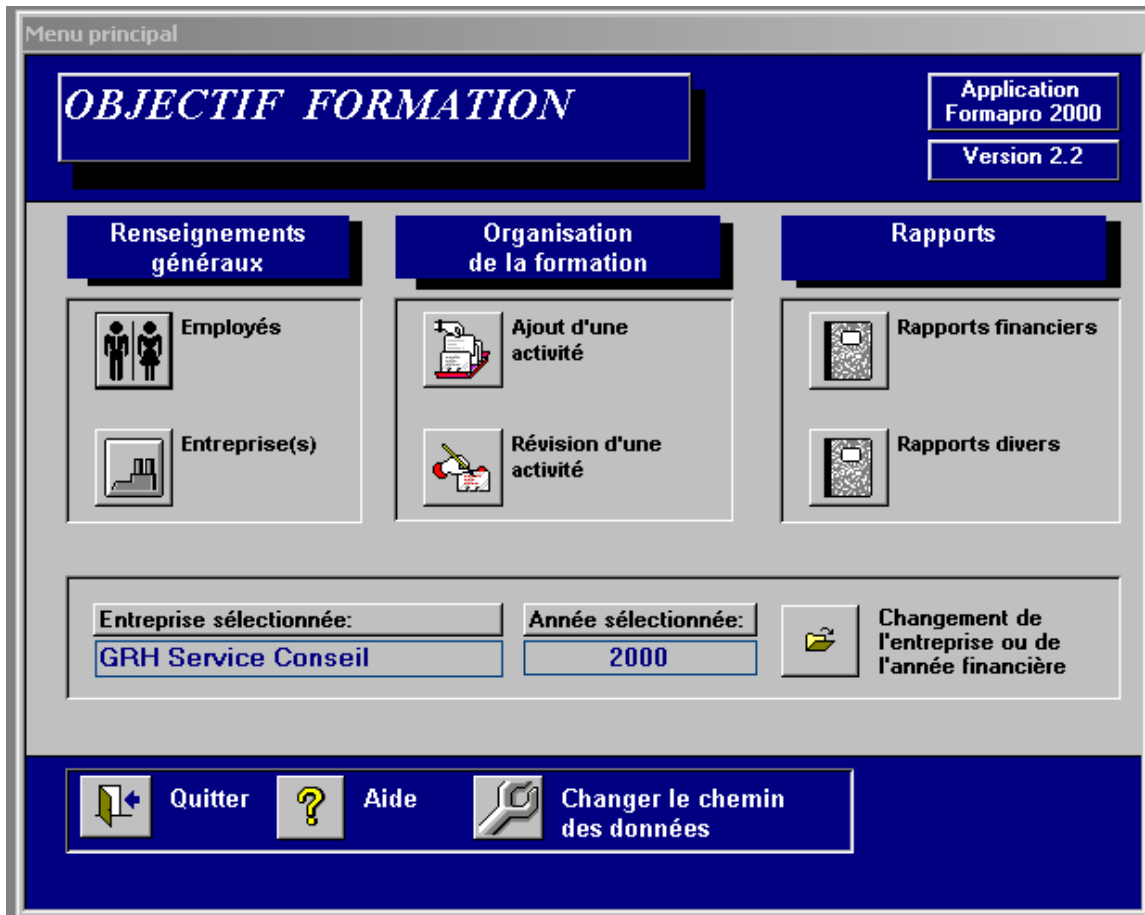 Menu principal
OBJECTIF FORMATION
Application
Formapro 2000
Version 2.2
Renseignements
généraux
Organisation
de la formation
Rapports
Employés
Entreprise(s)
Ajout d'une
activité
Révision d'une
activité
Rapports financiers
Rapports divers
Entreprise sélectionnée:
GRH Service Conseil
Année sélectionnée:
2000
Changement de
l'entreprise ou de
l'année financière
Quitter
Aide
Changer le chemin
des données